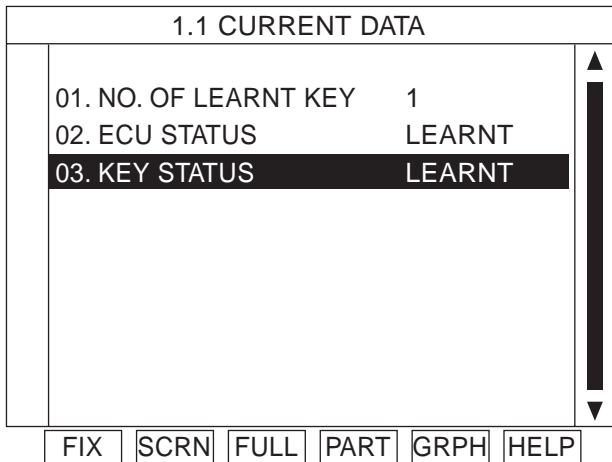 1.1 CURRENT DATA
01. NO. OF LEARNT KEY 1
02. ECU STATUS LEARNT
03. KEY STATUS LEARNT
FIX SCRN FULL PART GRPH HELP